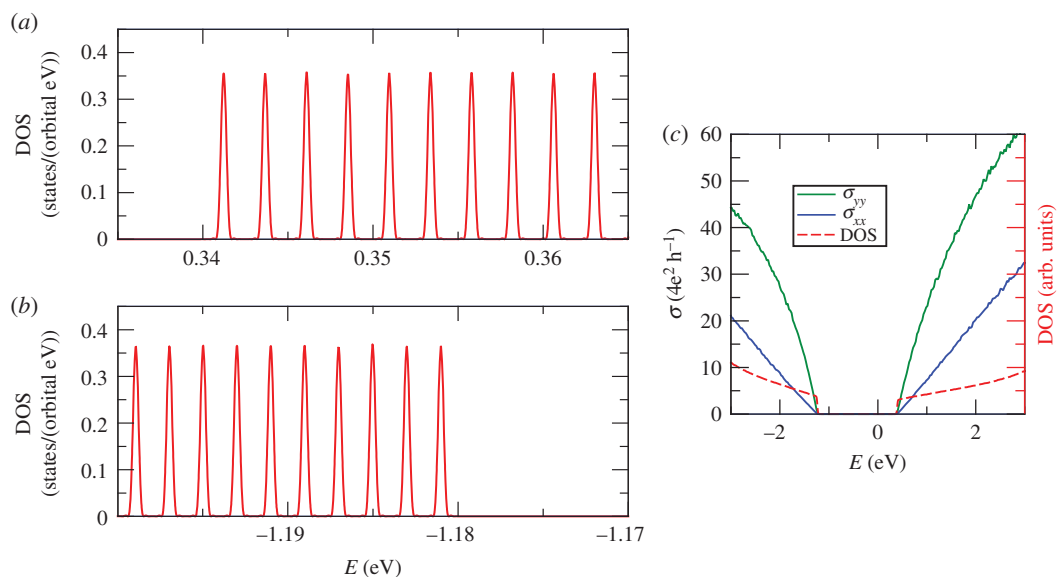 (a)
DOS
(states/(orbital eV))
0.4
0.3
0.2
0.1
0
0.34
0.35
0.36
(b)
DOS
(states/(orbital eV))
0.4
0.3
0.2
0.1
0
−1.19
−1.18
−1.17
E (eV)
(c)
σ (4e² h⁻¹)
60
50
40
30
20
10
0
σyy
σxx
DOS
−2
0
2
E (eV)
DOS (arb. units)